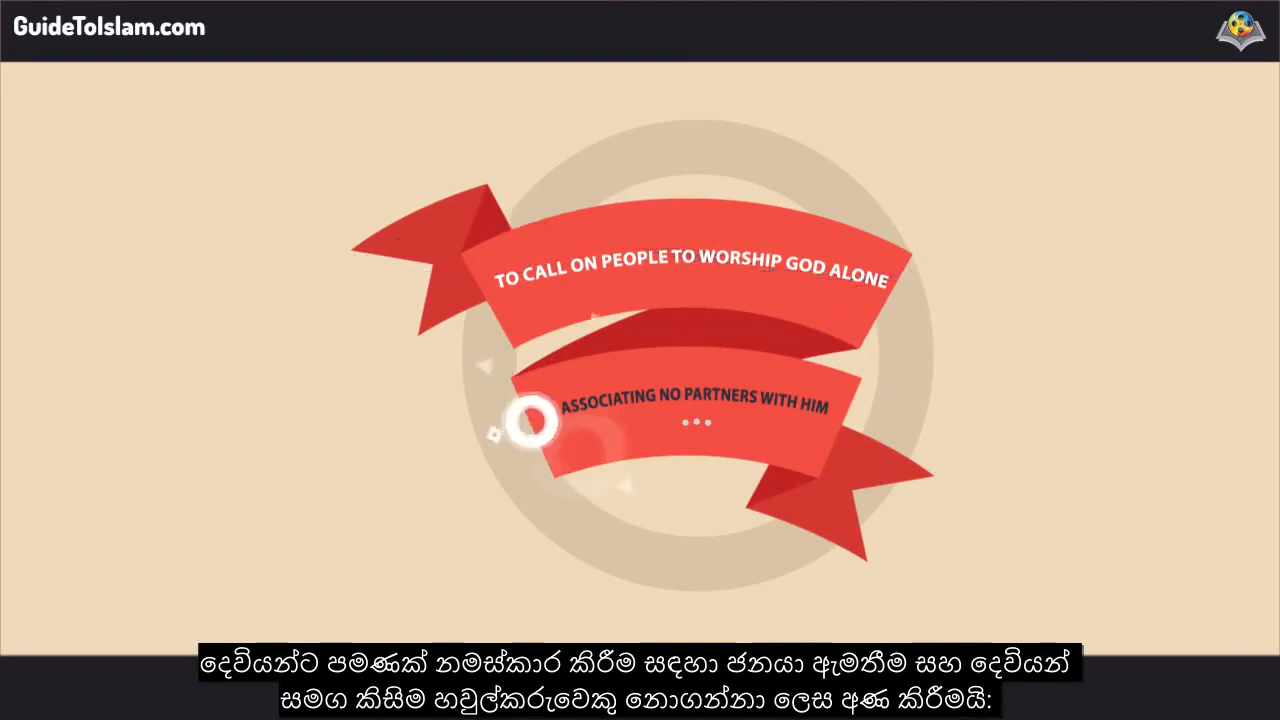 GuideToIslam.com
TO CALL ON PEOPLE TO WORSHIP GOD ALONE
ASSOCIATING NO PARTNERS WITH HIM
...
දෙවියන්ට පමණක් නමස්කාර කිරීම සඳහා ජනයා ඇමතීම සහ දෙවියන්
සමග කිසිම හවුල්කරුවෙකු නොගන්නා ලෙස අණ කිරීමයි: